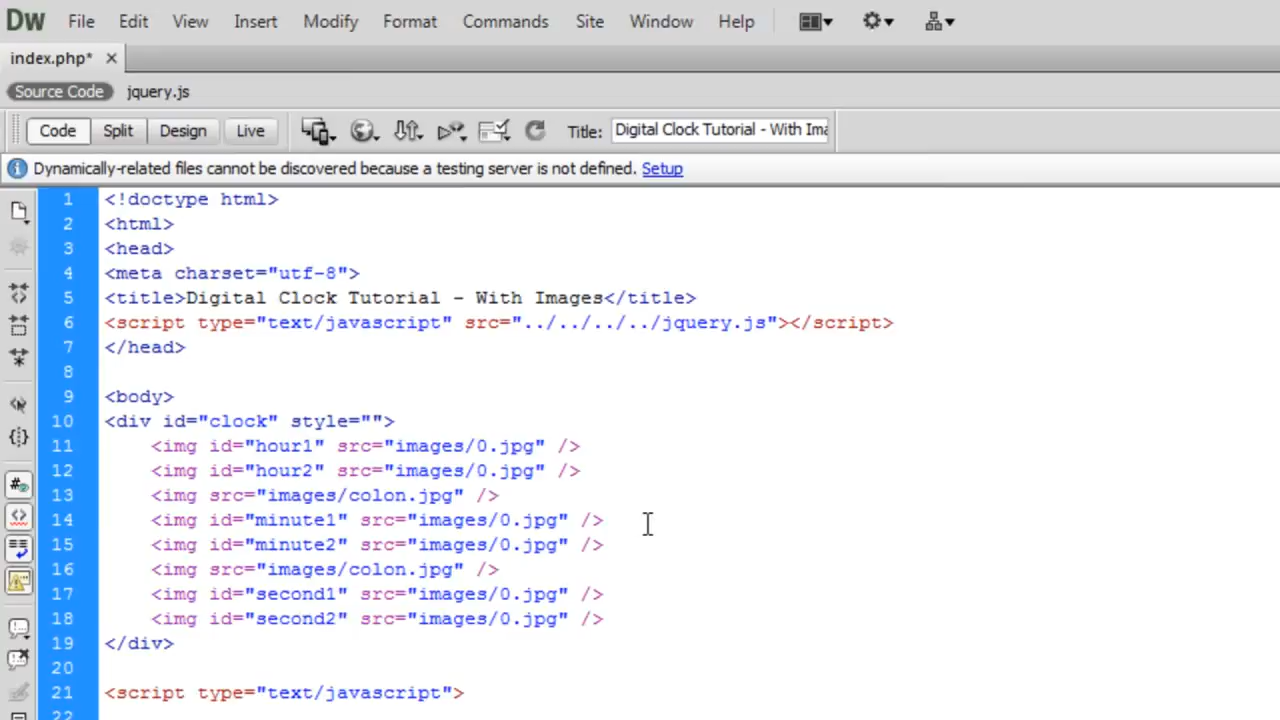 Dw File Edit View Insert Modify Format Commands Site Window Help
index.php* ×
Source Code jquery.js
Code Split Design Live Title: Digital Clock Tutorial - With Ima
Dynamically-related files cannot be discovered because a testing server is not defined. Setup
1 <!doctype html>
2 <html>
3 <head>
4 <meta charset="utf-8">
5 <title>Digital Clock Tutorial - With Images</title>
6 <script type="text/javascript" src="../../../../jquery.js"></script>
7 </head>
8
9 <body>
10 <div id="clock" style="">
11 <img id="hour1" src="images/0.jpg" />
12 <img id="hour2" src="images/0.jpg" />
13 <img src="images/colon.jpg" />
14 <img id="minute1" src="images/0.jpg" />
15 <img id="minute2" src="images/0.jpg" />
16 <img src="images/colon.jpg" />
17 <img id="second1" src="images/0.jpg" />
18 <img id="second2" src="images/0.jpg" />
19 </div>
20
21 <script type="text/javascript">
22